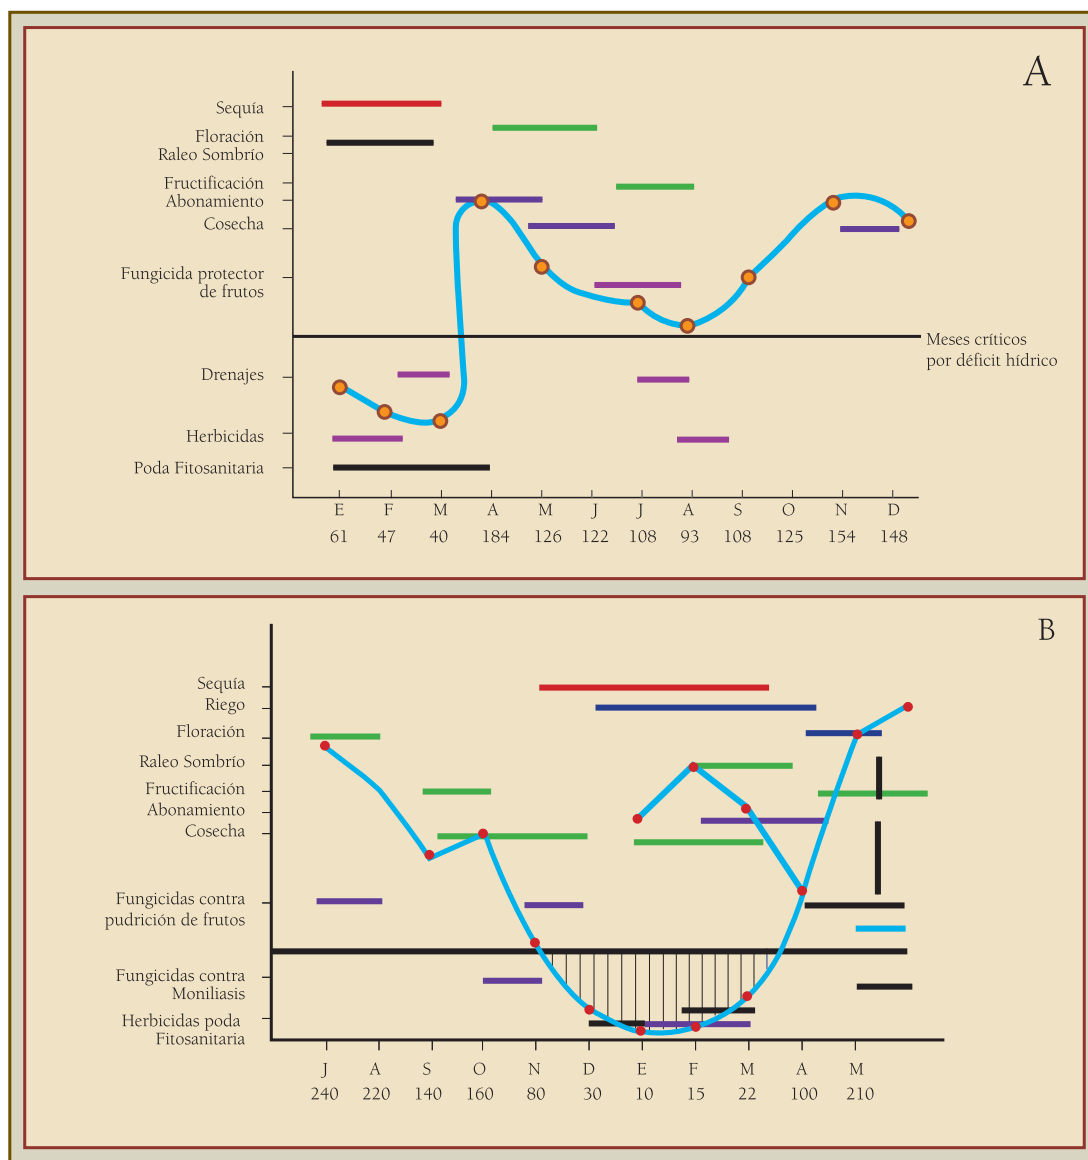 A
Sequía
Floración
Raleo Sombrío
Fructificación
Abonamiento
Cosecha
Fungicida protector
de frutos
Meses críticos
por déficit hídrico
Drenajes
Herbicidas
Poda Fitosanitaria
E F M A M J J A S O N D
61 47 40 184 126 122 108 93 108 125 154 148
B
Sequía
Riego
Floración
Raleo Sombrío
Fructificación
Abonamiento
Cosecha
Fungicidas contra
pudrición de frutos
Fungicidas contra
Moniliasis
Herbicidas poda
Fitosanitaria
J A S O N D E F M A M
240 220 140 160 80 30 10 15 22 100 210